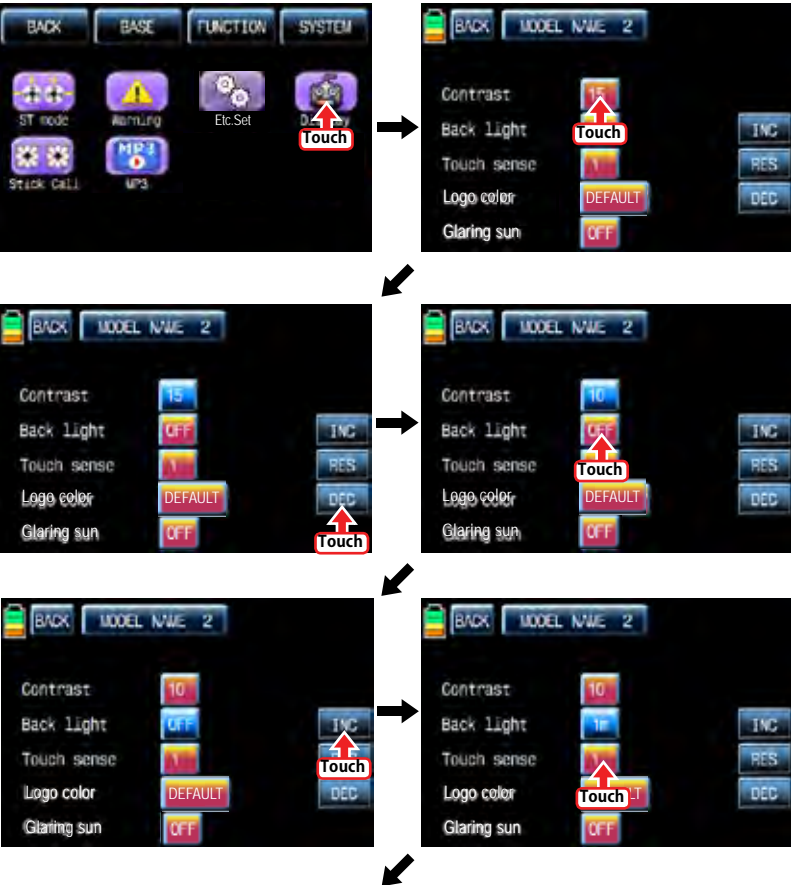 BACK BASE FUNCTION SYSTEM
ST mode Warning Etc.Set
Touch
MP3
Stick Cali MP3
BACK MODEL NAME 2
Contrast 15
Back light Touch INC
Touch sense 1 RES
Logo color DEFAULT DEC
Glaring sun OFF
BACK MODEL NAME 2
Contrast 15
Back light OFF INC
Touch sense 1 RES
Logo color DEFAULT DEC
Glaring sun OFF Touch
BACK MODEL NAME 2
Contrast 10
Back light OFF INC
Touch sense Touch RES
Logo color DEFAULT DEC
Glaring sun OFF
BACK MODEL NAME 2
Contrast 10
Back light OFF INC
Touch sense 1 Touch
Logo color DEFAULT DEC
Glaring sun OFF
BACK MODEL NAME 2
Contrast 10
Back light 1m INC
Touch sense RES
Logo color Touch DEC
Glaring sun OFF